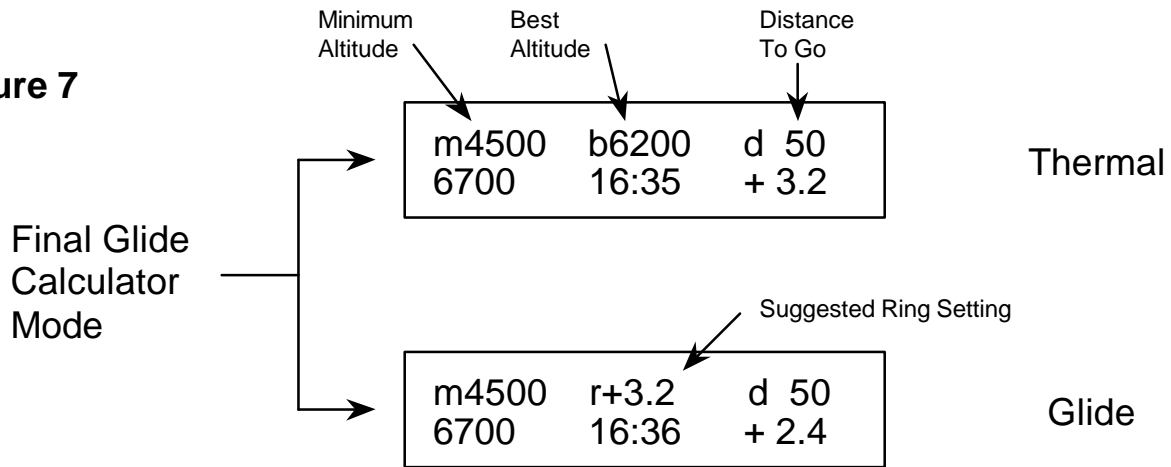 Minimum
Altitude
Best
Altitude
Distance
To Go
ure 7
m4500 b6200 d 50
6700 16:35 + 3.2
Thermal
Final Glide
Calculator
Mode
Suggested Ring Setting
m4500 r+3.2 d 50
6700 16:36 + 2.4
Glide